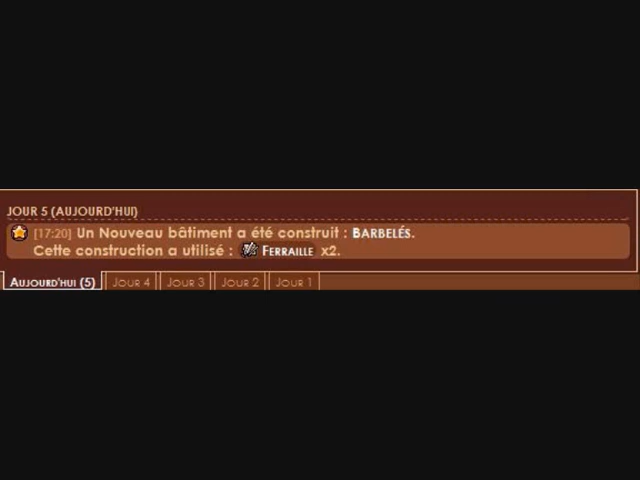 JOUR 5 (AUJOURD'HUI)
[17:20] Un Nouveau bâtiment a été construit : BARBELÉS.
Cette construction a utilisé : FERRAILLE x2.
AUJOURD'HUI (5) JOUR 4 JOUR 3 JOUR 2 JOUR 1